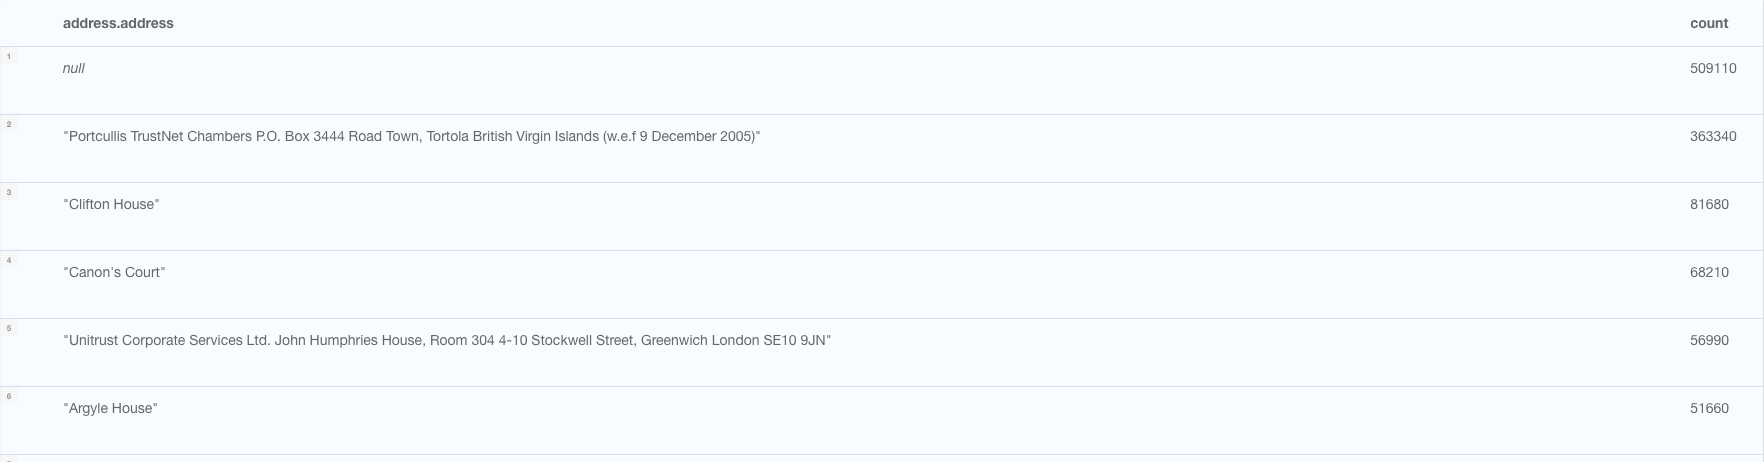 address.address count
1
null 509110
2
"Portcullis TrustNet Chambers P.O. Box 3444 Road Town, Tortola British Virgin Islands (w.e.f 9 December 2005)" 363340
3
"Clifton House" 81680
4
"Canon's Court" 68210
5
"Unitrust Corporate Services Ltd. John Humphries House, Room 304 4-10 Stockwell Street, Greenwich London SE10 9JN" 56990
6
"Argyle House" 51660